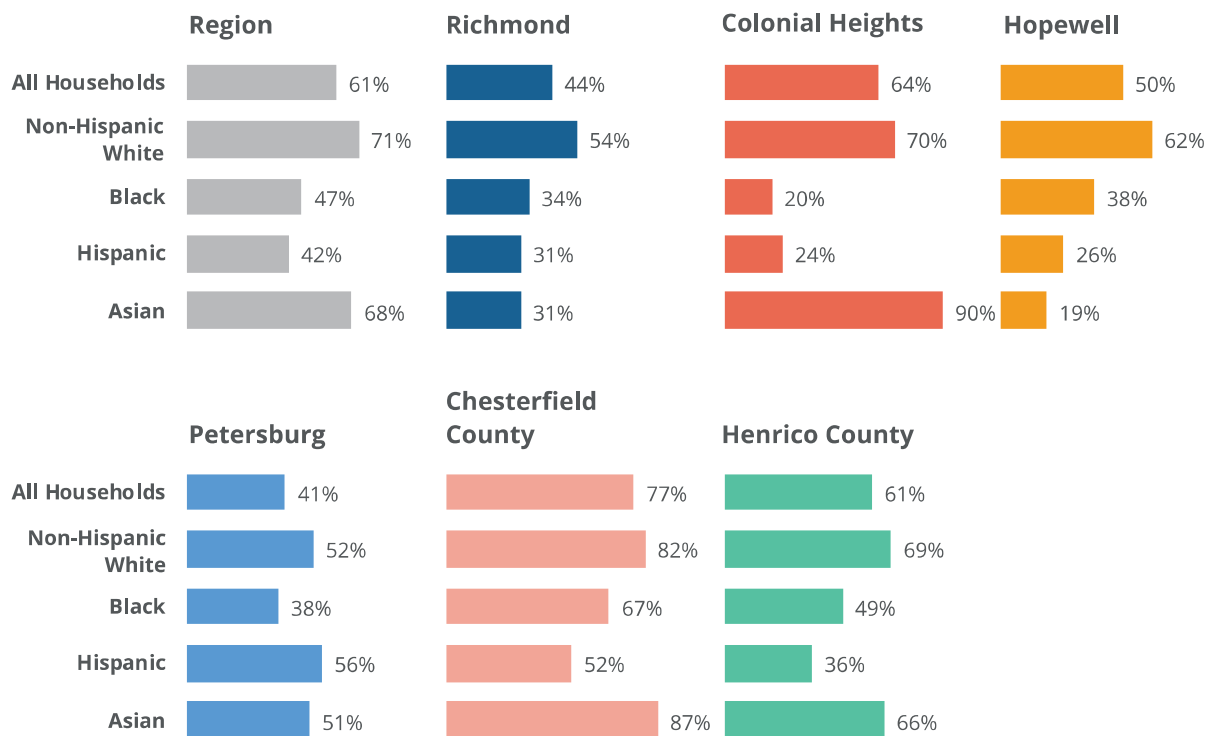 Region Richmond Colonial Heights Hopewell
All Households 61% 44% 64% 50%
Non-Hispanic
White 71% 54% 70% 62%
Black 47% 34% 20% 38%
Hispanic 42% 31% 24% 26%
Asian 68% 31% 90% 19%
Chesterfield
Petersburg County Henrico County
All Households 41% 77% 61%
Non-Hispanic
White 52% 82% 69%
Black 38% 67% 49%
Hispanic 56% 52% 36%
Asian 51% 87% 66%